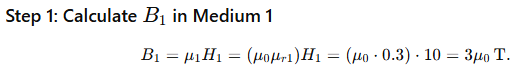 Step 1: Calculate B₁ in Medium 1
B₁ = μ₁H₁ = (μ₀μᵣ₁)H₁ = (μ₀ · 0.3) · 10 = 3μ₀ T.